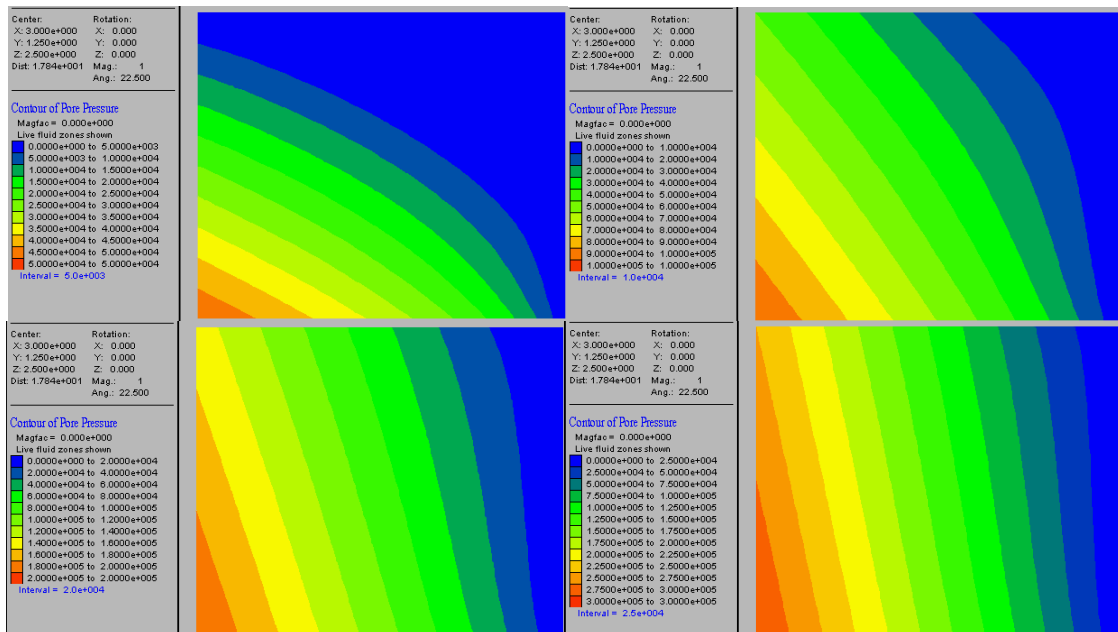 Center: Rotation:
X: 3.000e+000 X: 0.000
Y: 1.250e+000 Y: 0.000
Z: 2.500e+000 Z: 0.000
Dist: 1.784e+001 Mag.: 1
Ang.: 22.500
Contour of Pore Pressure
Magfac = 0.000e+000
Live fluid zones shown
0.0000e+000 to 5.0000e+003
5.0000e+003 to 1.0000e+004
1.0000e+004 to 1.5000e+004
1.5000e+004 to 2.0000e+004
2.0000e+004 to 2.5000e+004
2.5000e+004 to 3.0000e+004
3.0000e+004 to 3.5000e+004
3.5000e+004 to 4.0000e+004
4.0000e+004 to 4.5000e+004
4.5000e+004 to 5.0000e+004
5.0000e+004 to 5.0000e+004
Interval = 5.0e+003
Center: Rotation:
X: 3.000e+000 X: 0.000
Y: 1.250e+000 Y: 0.000
Z: 2.500e+000 Z: 0.000
Dist: 1.784e+001 Mag.: 1
Ang.: 22.500
Contour of Pore Pressure
Magfac = 0.000e+000
Live fluid zones shown
0.0000e+000 to 1.0000e+004
1.0000e+004 to 2.0000e+004
2.0000e+004 to 3.0000e+004
3.0000e+004 to 4.0000e+004
4.0000e+004 to 5.0000e+004
5.0000e+004 to 6.0000e+004
6.0000e+004 to 7.0000e+004
7.0000e+004 to 8.0000e+004
8.0000e+004 to 9.0000e+004
9.0000e+004 to 1.0000e+005
1.0000e+005 to 1.0000e+005
Interval = 1.0e+004
Center: Rotation:
X: 3.000e+000 X: 0.000
Y: 1.250e+000 Y: 0.000
Z: 2.500e+000 Z: 0.000
Dist: 1.784e+001 Mag.: 1
Ang.: 22.500
Contour of Pore Pressure
Magfac = 0.000e+000
Live fluid zones shown
0.0000e+000 to 2.0000e+004
2.0000e+004 to 4.0000e+004
4.0000e+004 to 6.0000e+004
6.0000e+004 to 8.0000e+004
8.0000e+004 to 1.0000e+005
1.0000e+005 to 1.2000e+005
1.2000e+005 to 1.4000e+005
1.4000e+005 to 1.6000e+005
1.6000e+005 to 1.8000e+005
1.8000e+005 to 2.0000e+005
2.0000e+005 to 2.0000e+005
Interval = 2.0e+004
Center: Rotation:
X: 3.000e+000 X: 0.000
Y: 1.250e+000 Y: 0.000
Z: 2.500e+000 Z: 0.000
Dist: 1.784e+001 Mag.: 1
Ang.: 22.500
Contour of Pore Pressure
Magfac = 0.000e+000
Live fluid zones shown
0.0000e+000 to 2.5000e+004
2.5000e+004 to 5.0000e+004
5.0000e+004 to 7.5000e+004
7.5000e+004 to 1.0000e+005
1.0000e+005 to 1.2500e+005
1.2500e+005 to 1.5000e+005
1.5000e+005 to 1.7500e+005
1.7500e+005 to 2.0000e+005
2.0000e+005 to 2.2500e+005
2.2500e+005 to 2.5000e+005
2.5000e+005 to 2.7500e+005
2.7500e+005 to 3.0000e+005
3.0000e+005 to 3.0000e+005
Interval = 2.5e+004